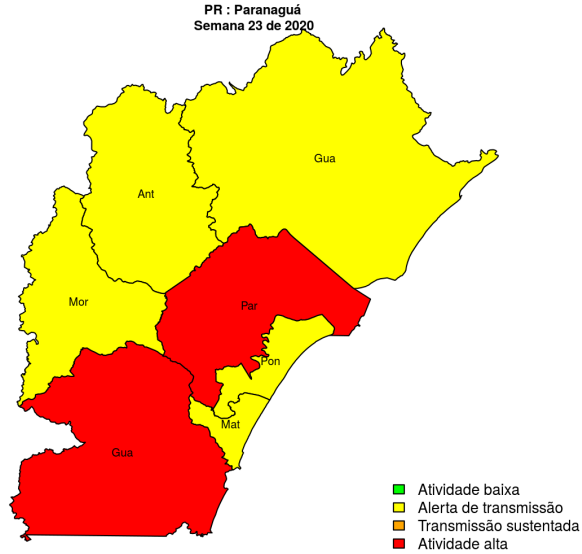 PR : Paranaguá
Semana 23 de 2020
Gua
Ant
Mor
Par
Pon
Mat
Gua
Atividade baixa
Alerta de transmissão
Transmissão sustentada
Atividade alta